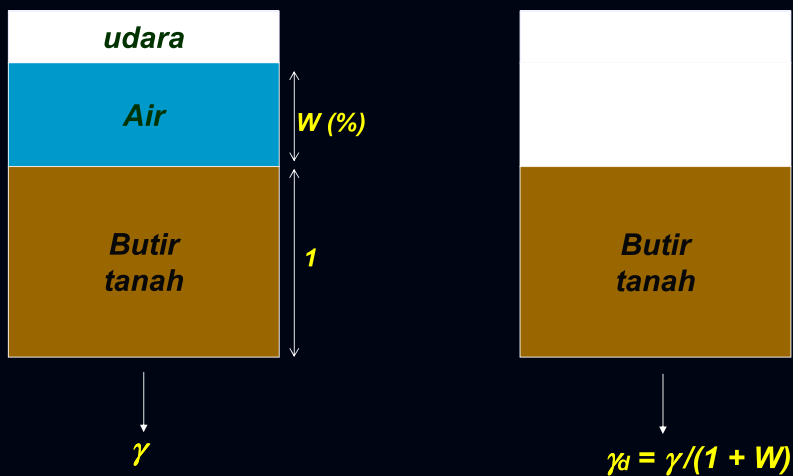 udara
Air
W (%)
Butir
tanah
1
γ
Butir
tanah
γd = γ/(1 + W)